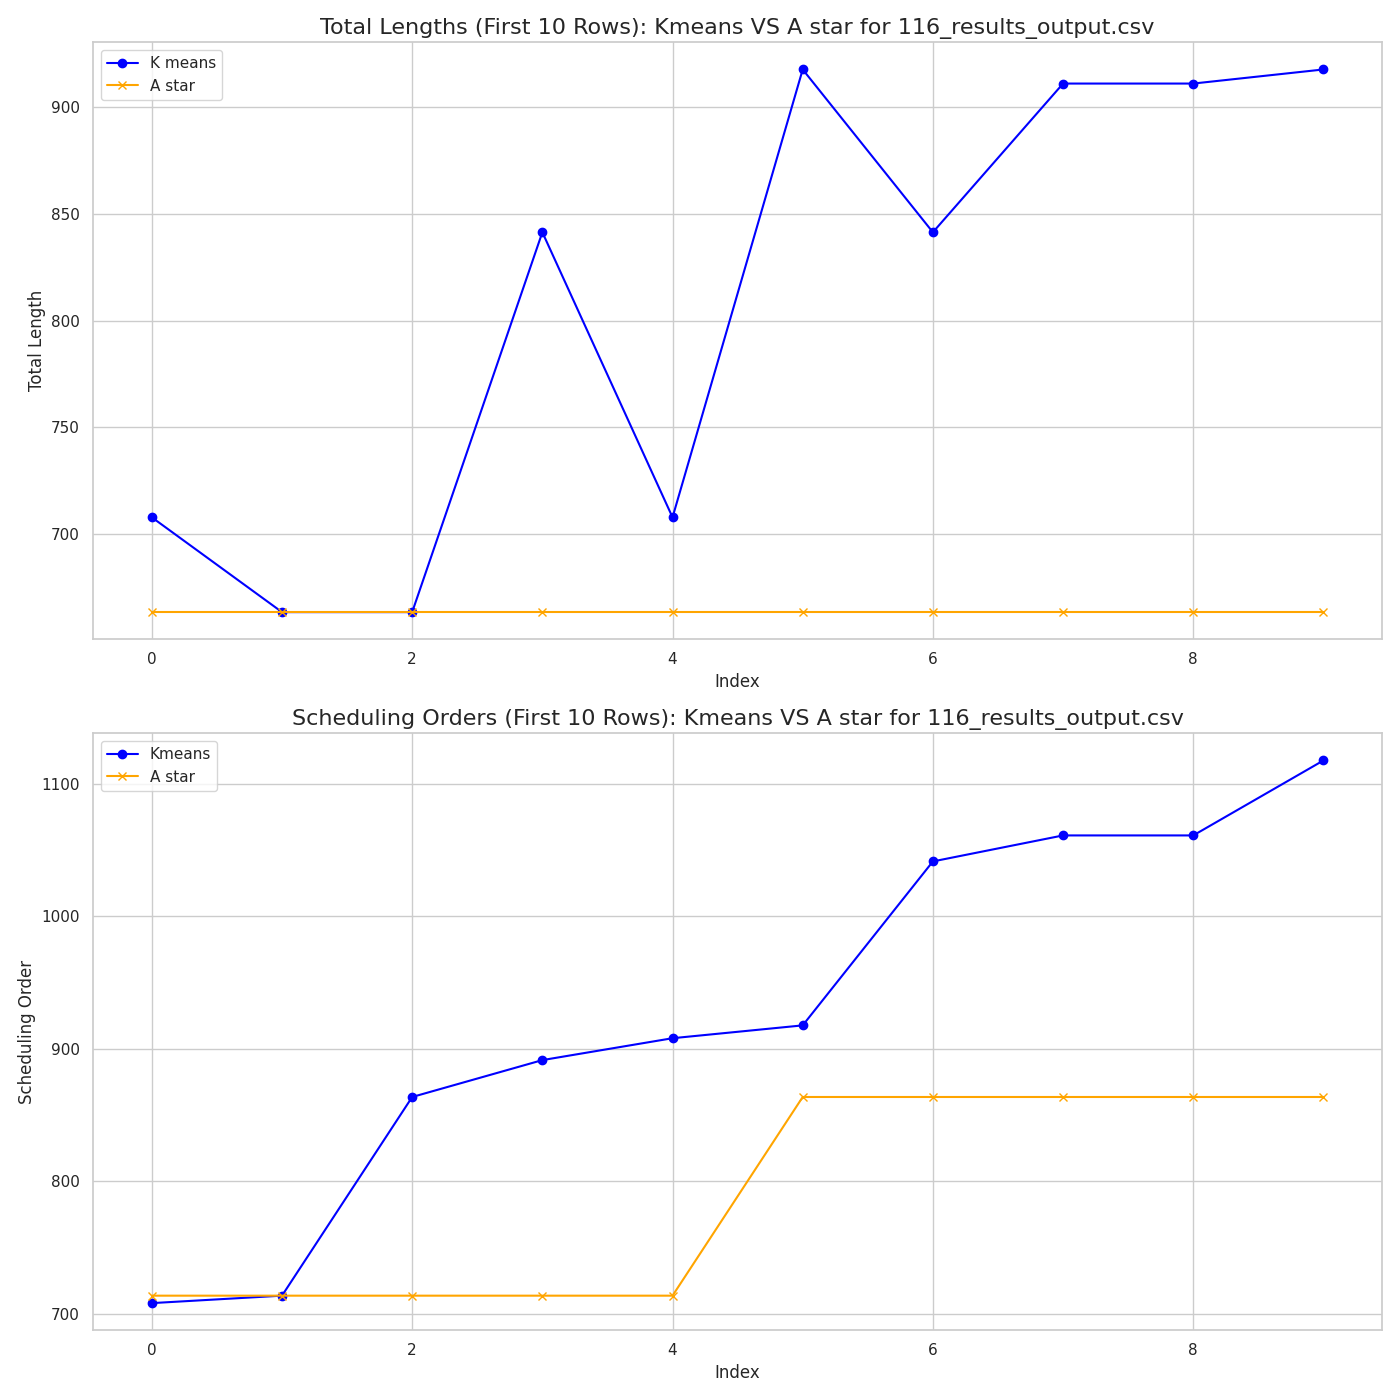 Total Lengths (First 10 Rows): Kmeans VS A star for 116_results_output.csv
K means
A star
900
850
800
750
700
Total Length
0 2 4 6 8
Index
Scheduling Orders (First 10 Rows): Kmeans VS A star for 116_results_output.csv
Kmeans
A star
1100
1000
900
800
700
Scheduling Order
0 2 4 6 8
Index